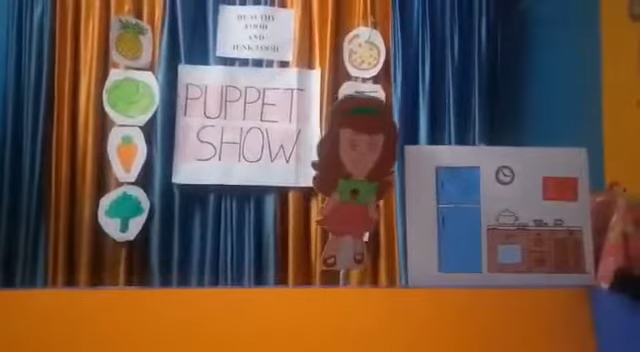 HEALTHY
FOOD
AND
JUNK FOOD
PUPPET
SHOW